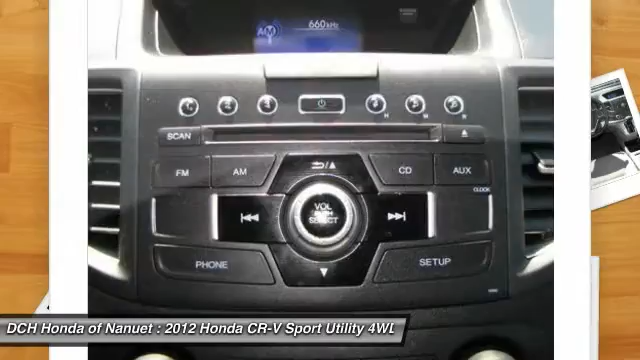 660kHz
AM
SCAN
FM
AM
CD
AUX
CLOCK
VOL
PUSH
SELECT
PHONE
SETUP
DCH Honda of Nanuet : 2012 Honda CR-V Sport Utility 4WD